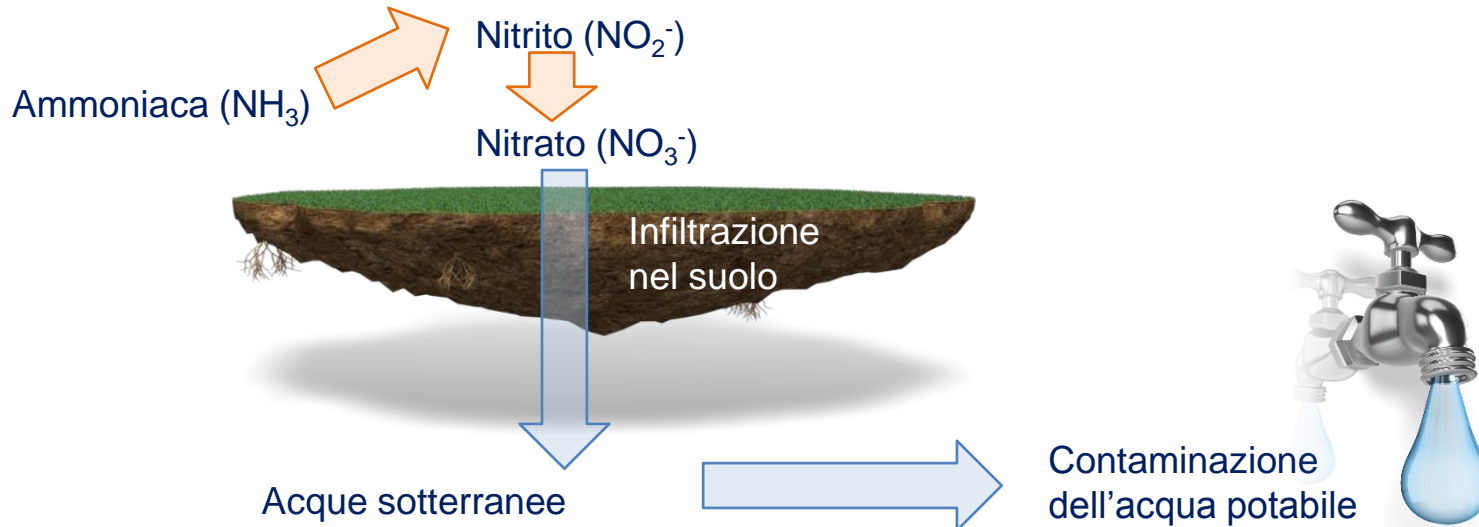 Nitrito (NO₂⁻)
Ammoniaca (NH₃)
Nitrato (NO₃⁻)
Infiltrazione
nel suolo
Acque sotterranee
Contaminazione
dell'acqua potabile